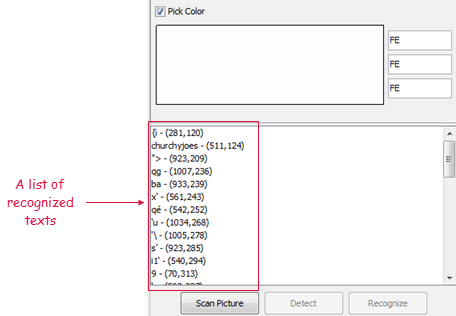 Pick Color
FE
FE
FE
{i - (281,120)
churchyjoes - (511,124)
"> - (923,209)
qg - (1007,236)
ba - (933,239)
x' - (561,243)
qé - (542,252)
'u - (1034,268)
'\ - (1005,278)
s' - (923,285)
i1' - (540,294)
9 - (70,313)
A list of
recognized
texts
Scan Picture
Detect
Recognize